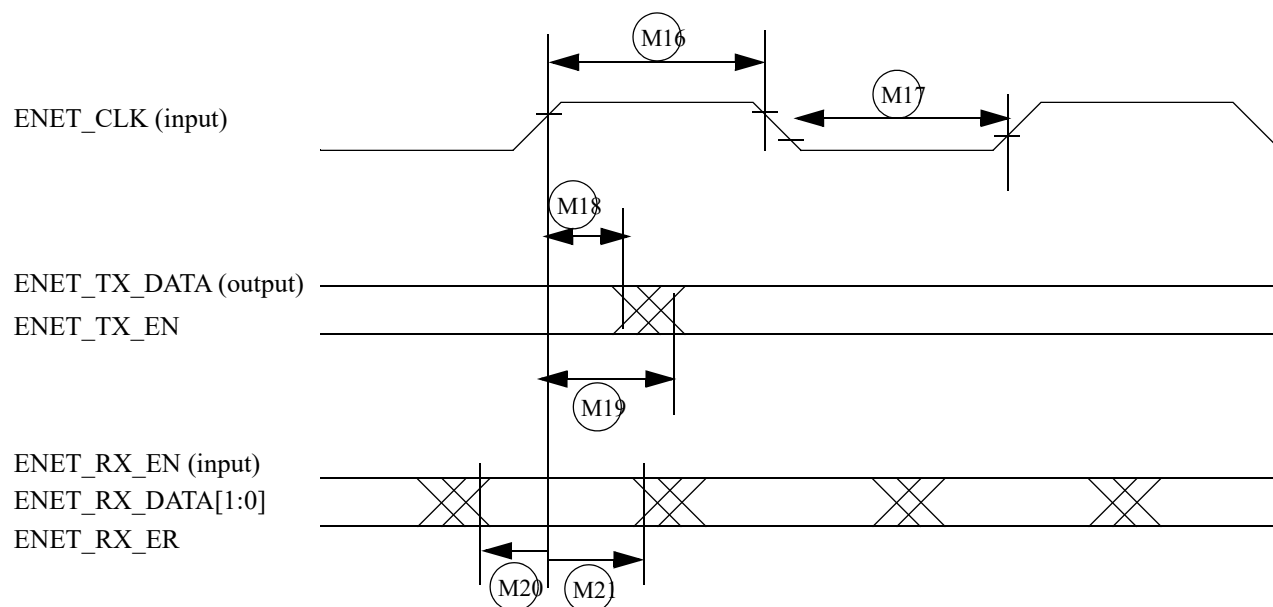 M16
M17
ENET_CLK (input)
M18
ENET_TX_DATA (output)
ENET_TX_EN
M19
ENET_RX_EN (input)
ENET_RX_DATA[1:0]
ENET_RX_ER
M20
M21